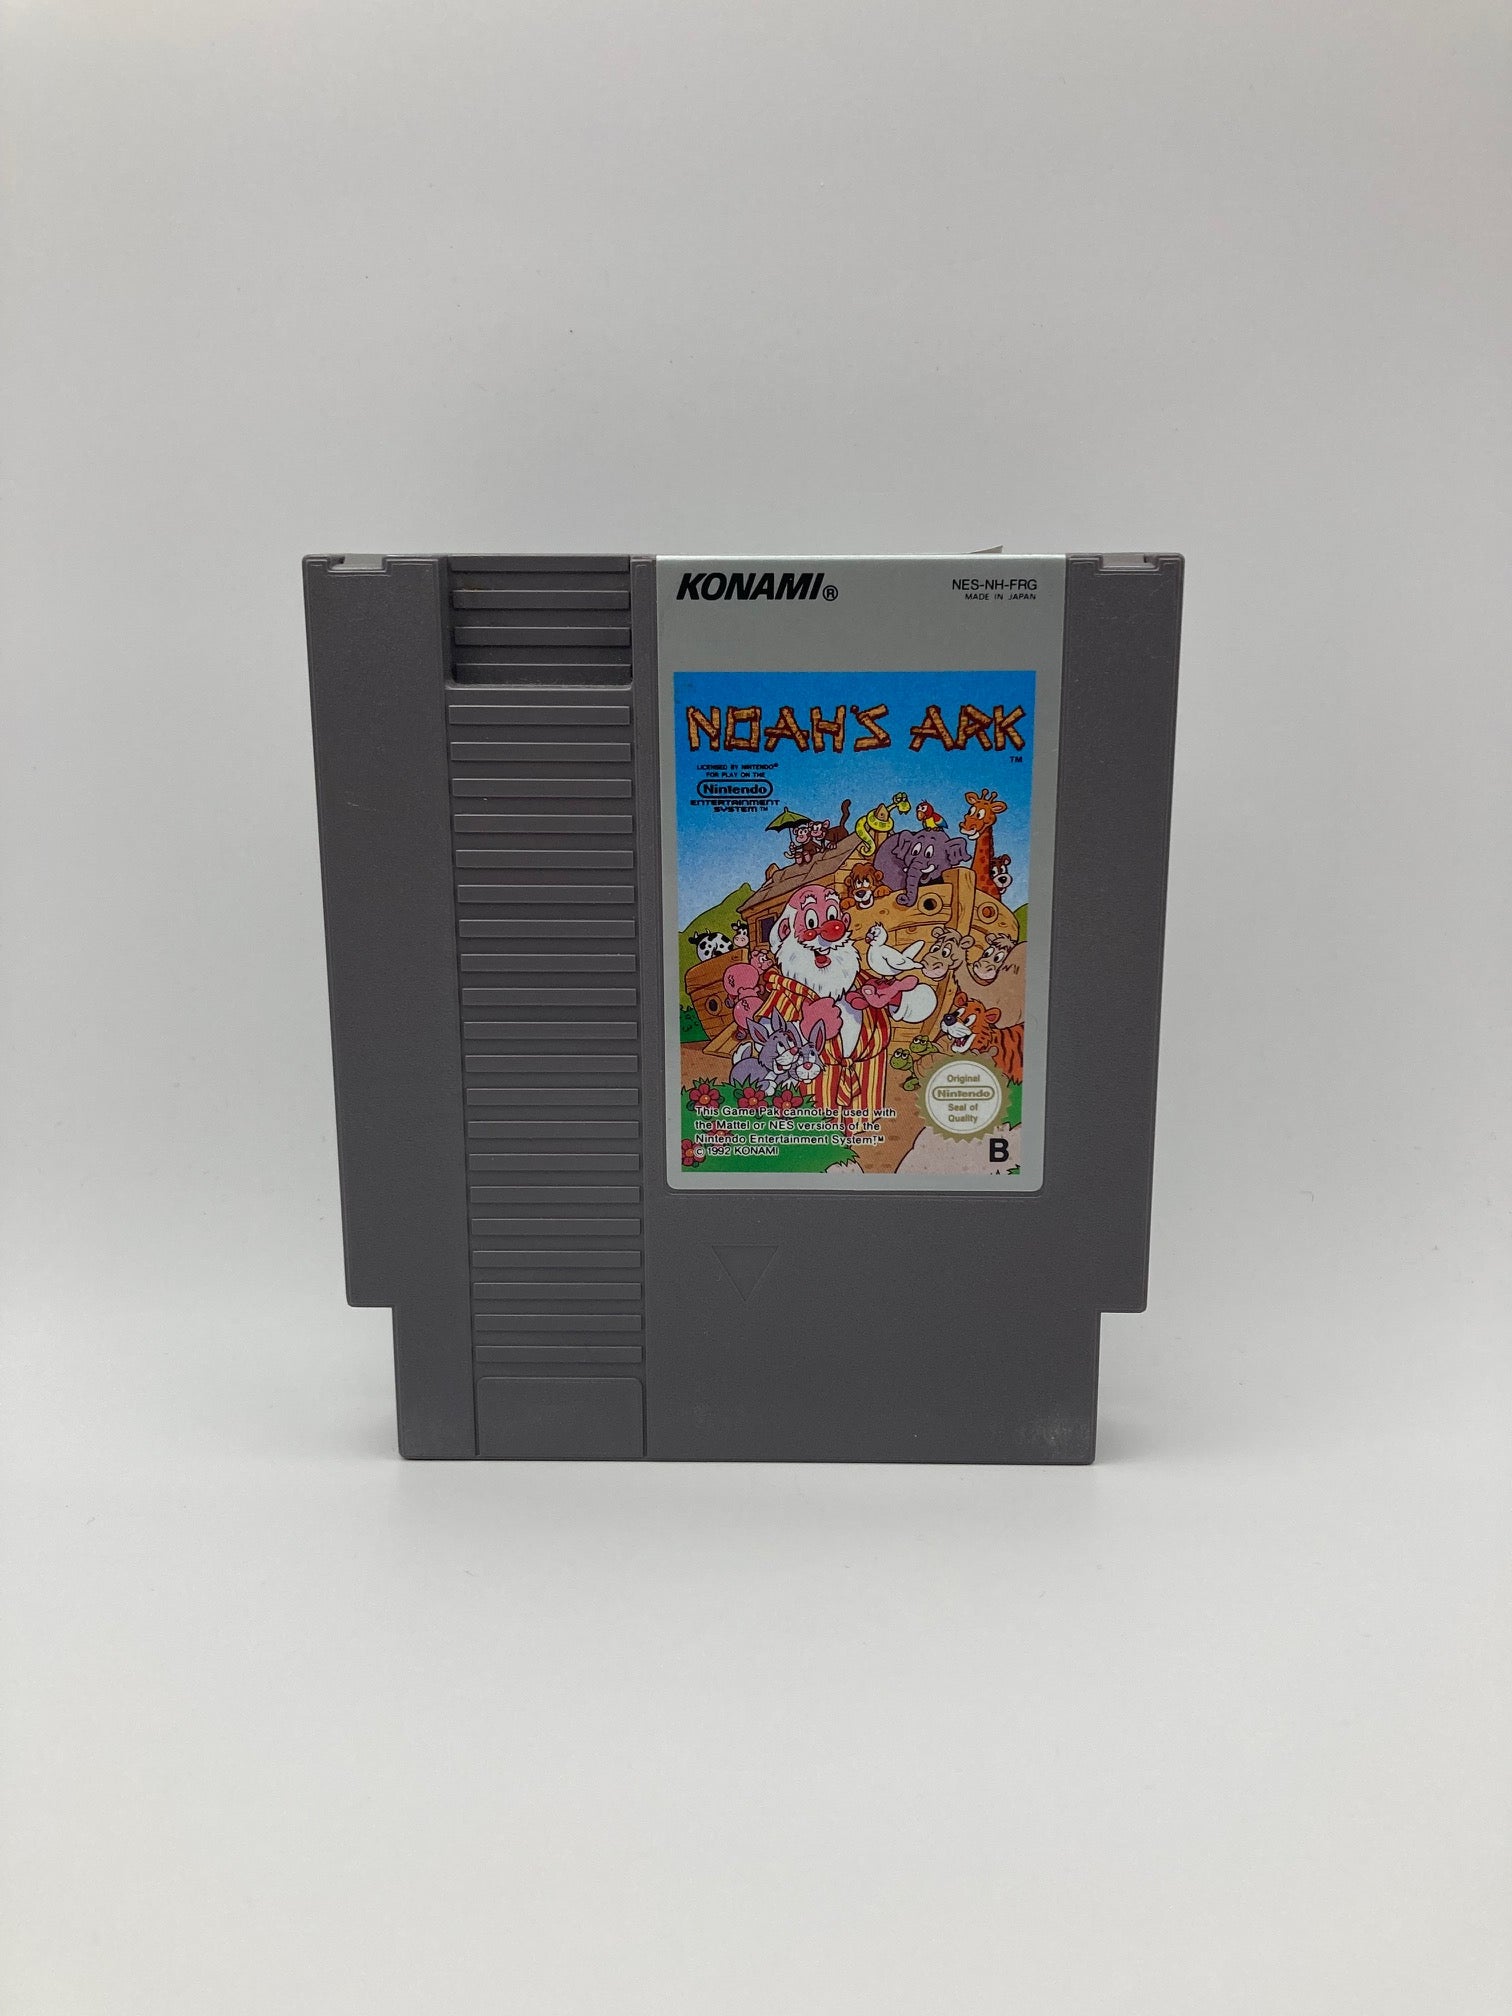 KONAMI®
NES-NH-FRG
MADE IN JAPAN
NOAH'S ARK
TM
LICENSED BY NINTENDO®
FOR PLAY ON THE
Nintendo
ENTERTAINMENT
SYSTEM™
Original
Nintendo
Seal of
Quality
This Game Pak cannot be used with
the Mattel or NES versions of the
Nintendo Entertainment System™
© 1992 KONAMI
B